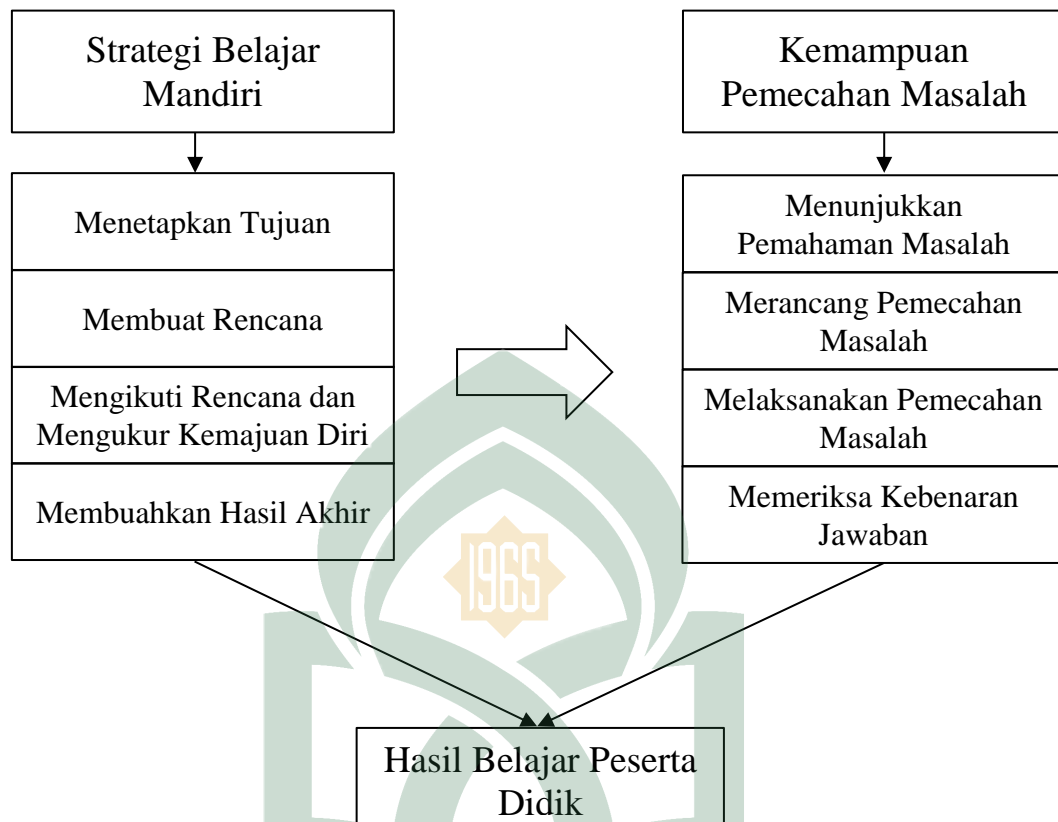 Strategi Belajar
Mandiri
Menetapkan Tujuan
Membuat Rencana
Mengikuti Rencana dan
Mengukur Kemajuan Diri
Membuahkan Hasil Akhir
Kemampuan
Pemecahan Masalah
Menunjukkan
Pemahaman Masalah
Merancang Pemecahan
Masalah
Melaksanakan Pemecahan
Masalah
Memeriksa Kebenaran
Jawaban
1965
Hasil Belajar Peserta
Didik